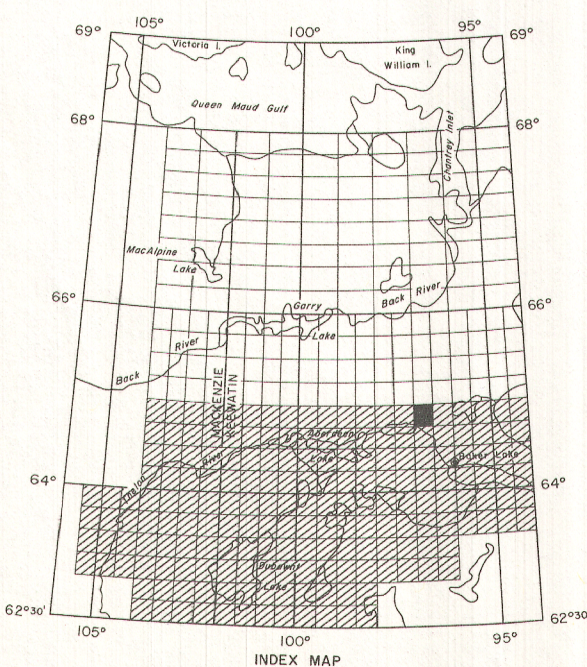 105°
100°
95°
69°
69°
Victoria I.
King
William I.
Queen Maud Gulf
68°
68°
Chantrey Inlet
MacAlpine
Lake
66°
66°
Garry
Lake
Back River
River
Back
MACKENZIE
KEEWATIN
Aberdeen
Lake
Baker Lake
River
Thelon
64°
64°
Dubawnt
Lake
62°30'
62°30
105°
100°
95°
INDEX MAP